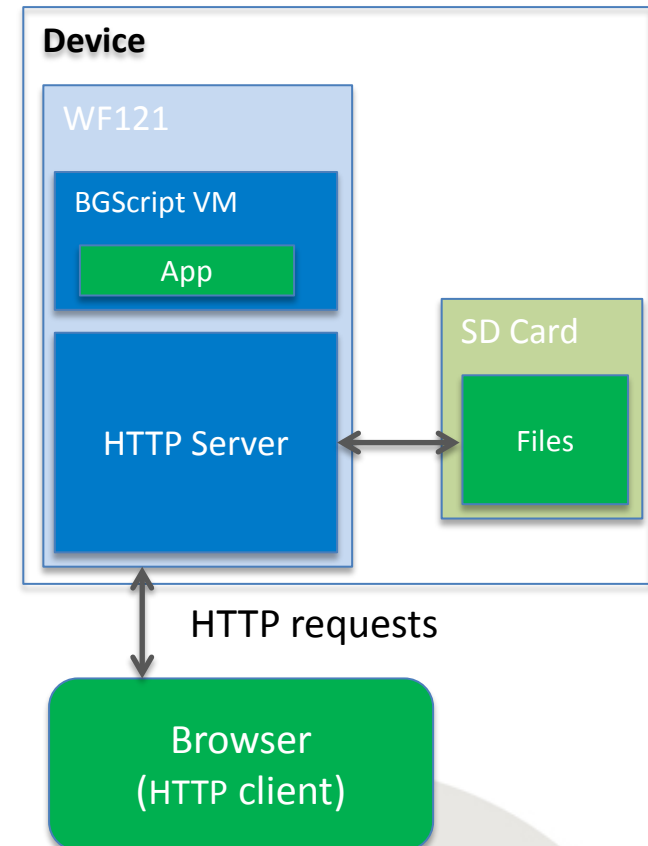 Device
WF121
BGScript VM
App
HTTP Server
SD Card
Files
HTTP requests
Browser
(HTTP client)